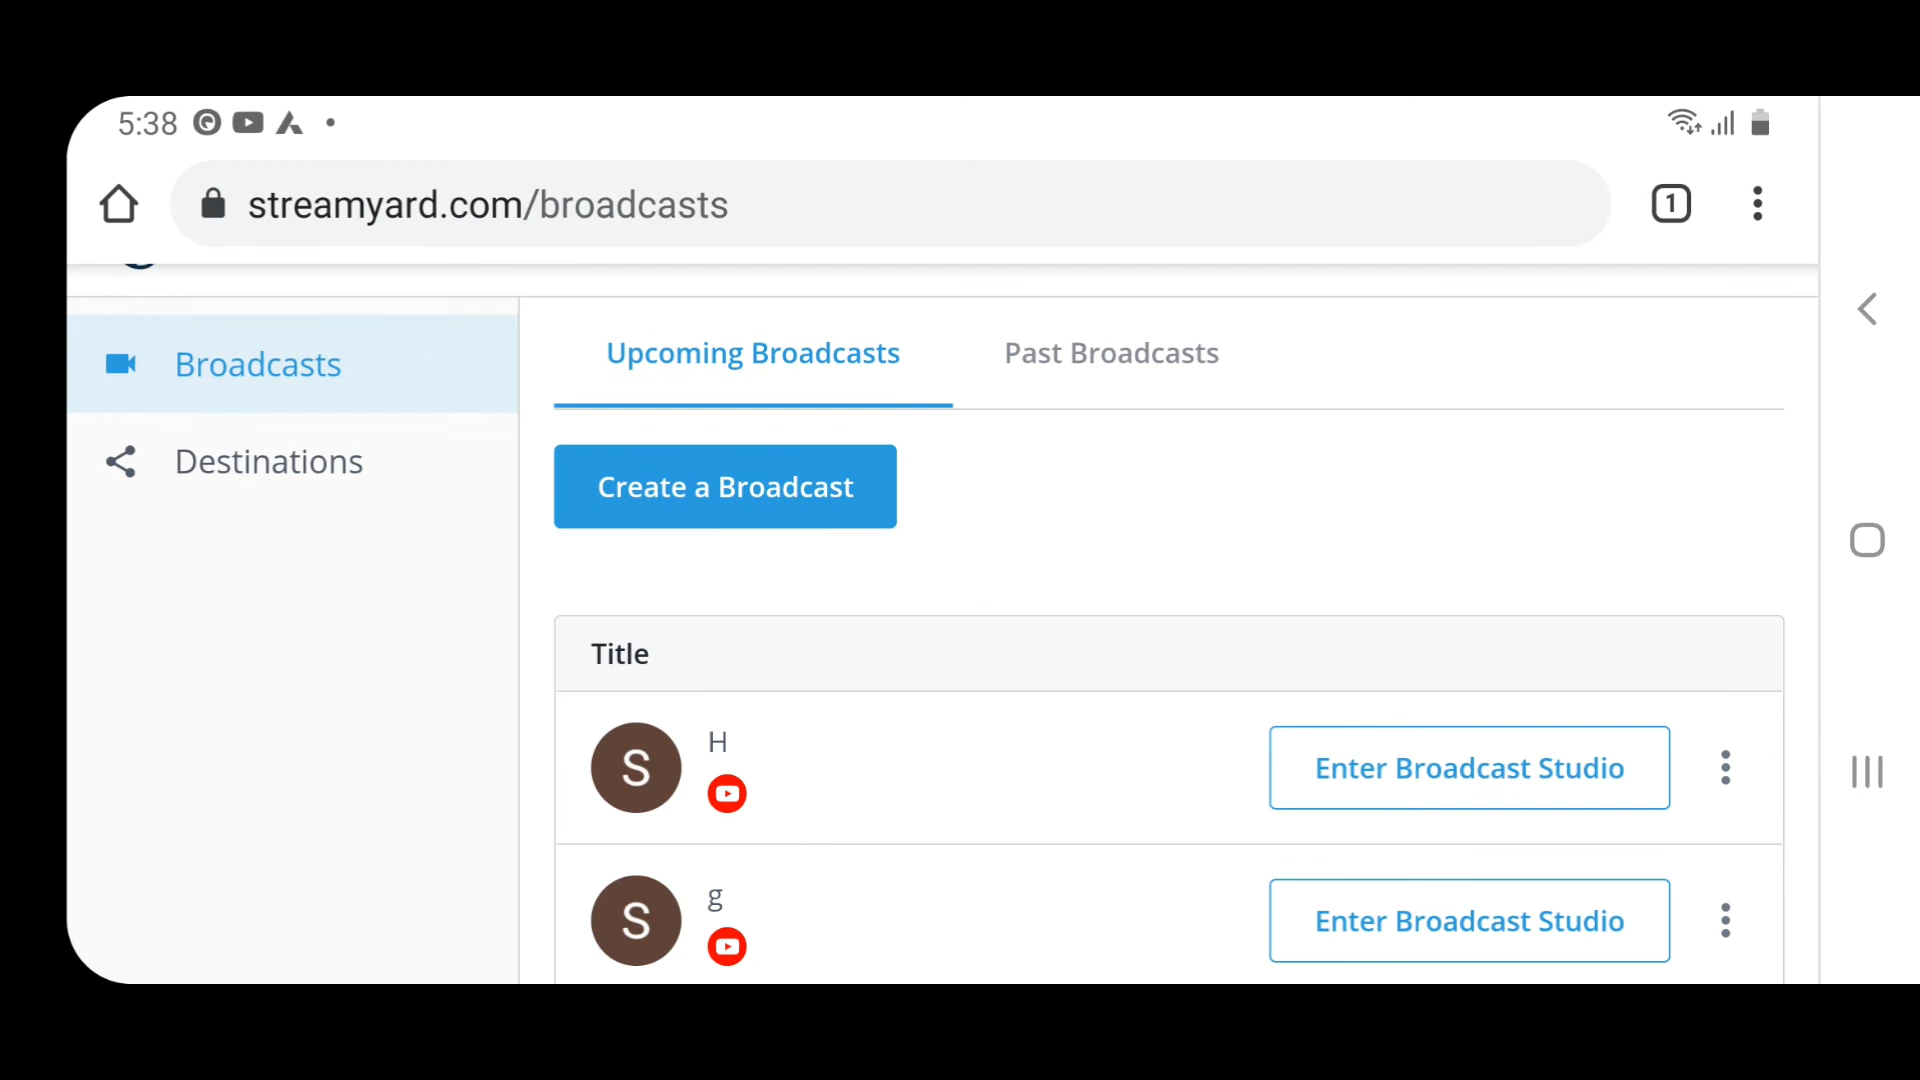 5:38
streamyard.com/broadcasts
1
Broadcasts
Destinations
Upcoming Broadcasts
Past Broadcasts
Create a Broadcast
Title
S
H
Enter Broadcast Studio
S
g
Enter Broadcast Studio